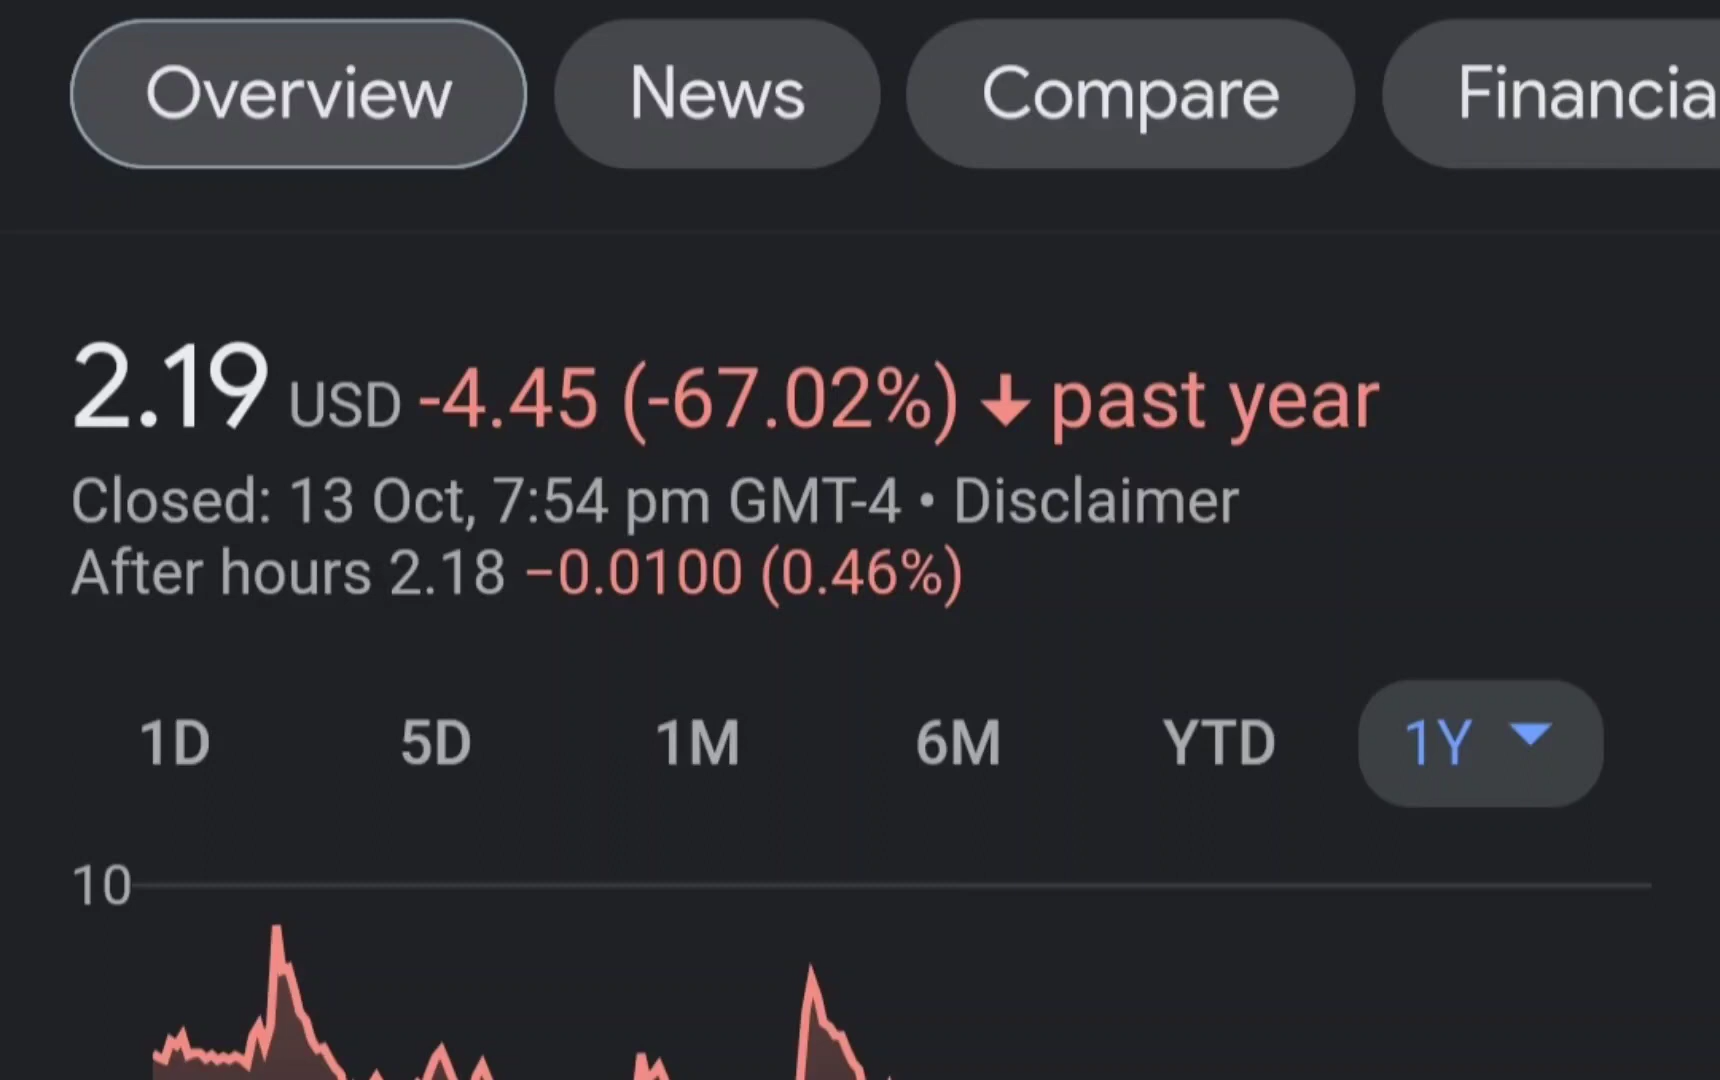 Overview News Compare Financia
2.19 USD -4.45 (-67.02%) ↓ past year
Closed: 13 Oct, 7:54 pm GMT-4 • Disclaimer
After hours 2.18 −0.0100 (0.46%)
1D 5D 1M 6M YTD 1Y
10